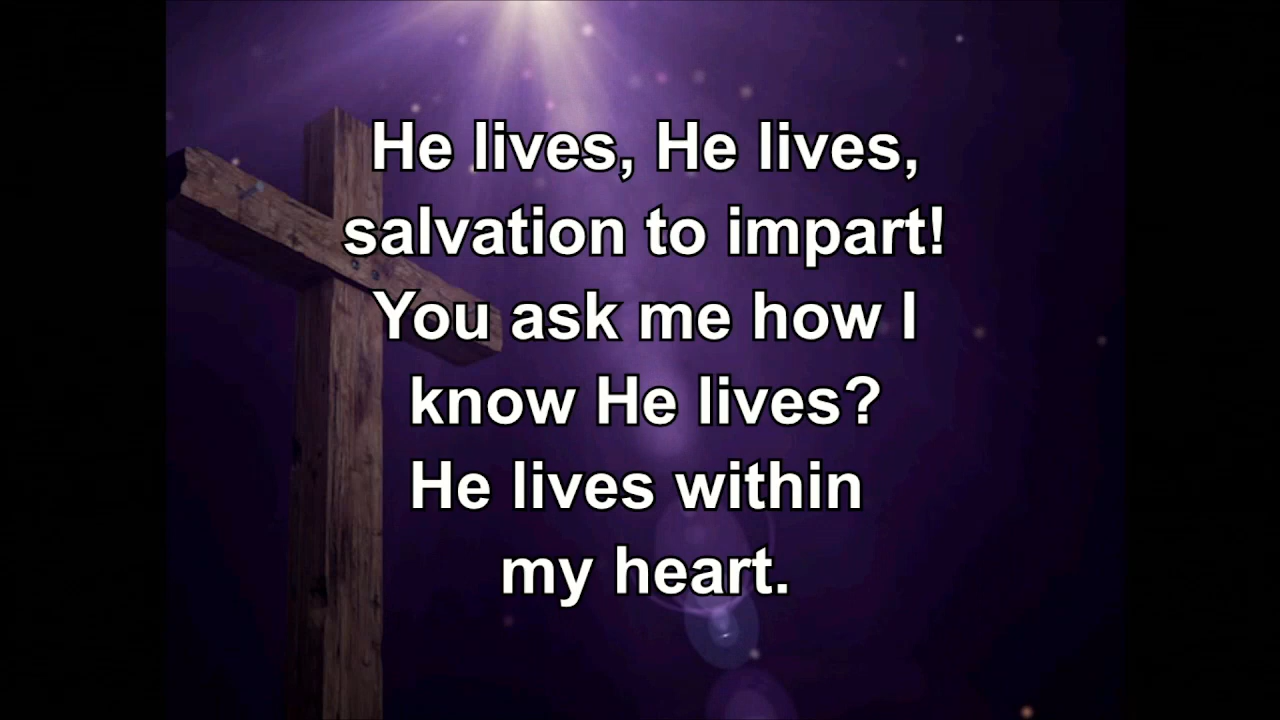 He lives, He lives,
salvation to impart!
You ask me how I
know He lives?
He lives within
my heart.